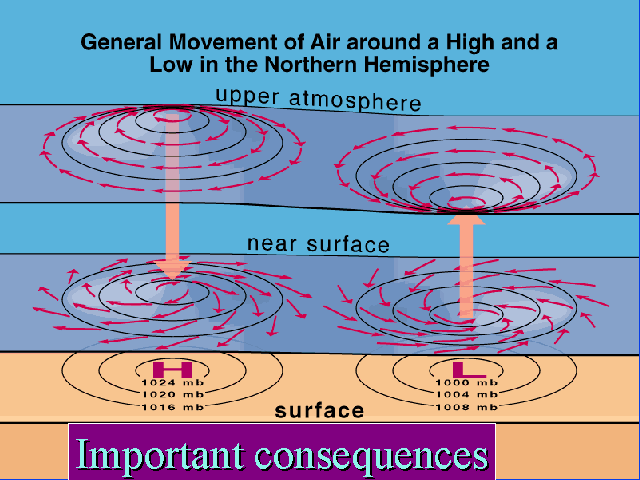 General Movement of Air around a High and a
Low in the Northern Hemisphere
upper atmosphere
near surface
H
1024 mb
1020 mb
1016 mb
L
1000 mb
1004 mb
1008 mb
surface
Important consequences